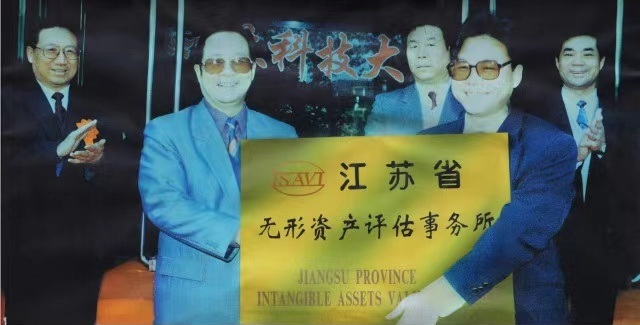 科技大
SAVI
江苏省
无形资产评估事务所
JIANGSU PROVINCE
INTANGIBLE ASSETS